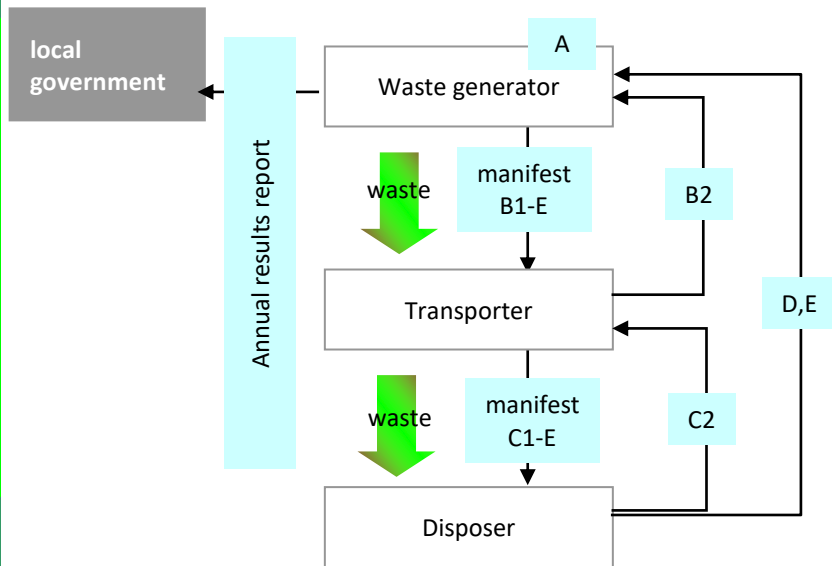 local
government
Annual results report
A
Waste generator
waste
manifest
B1-E
B2
Transporter
D,E
waste
manifest
C1-E
C2
Disposer